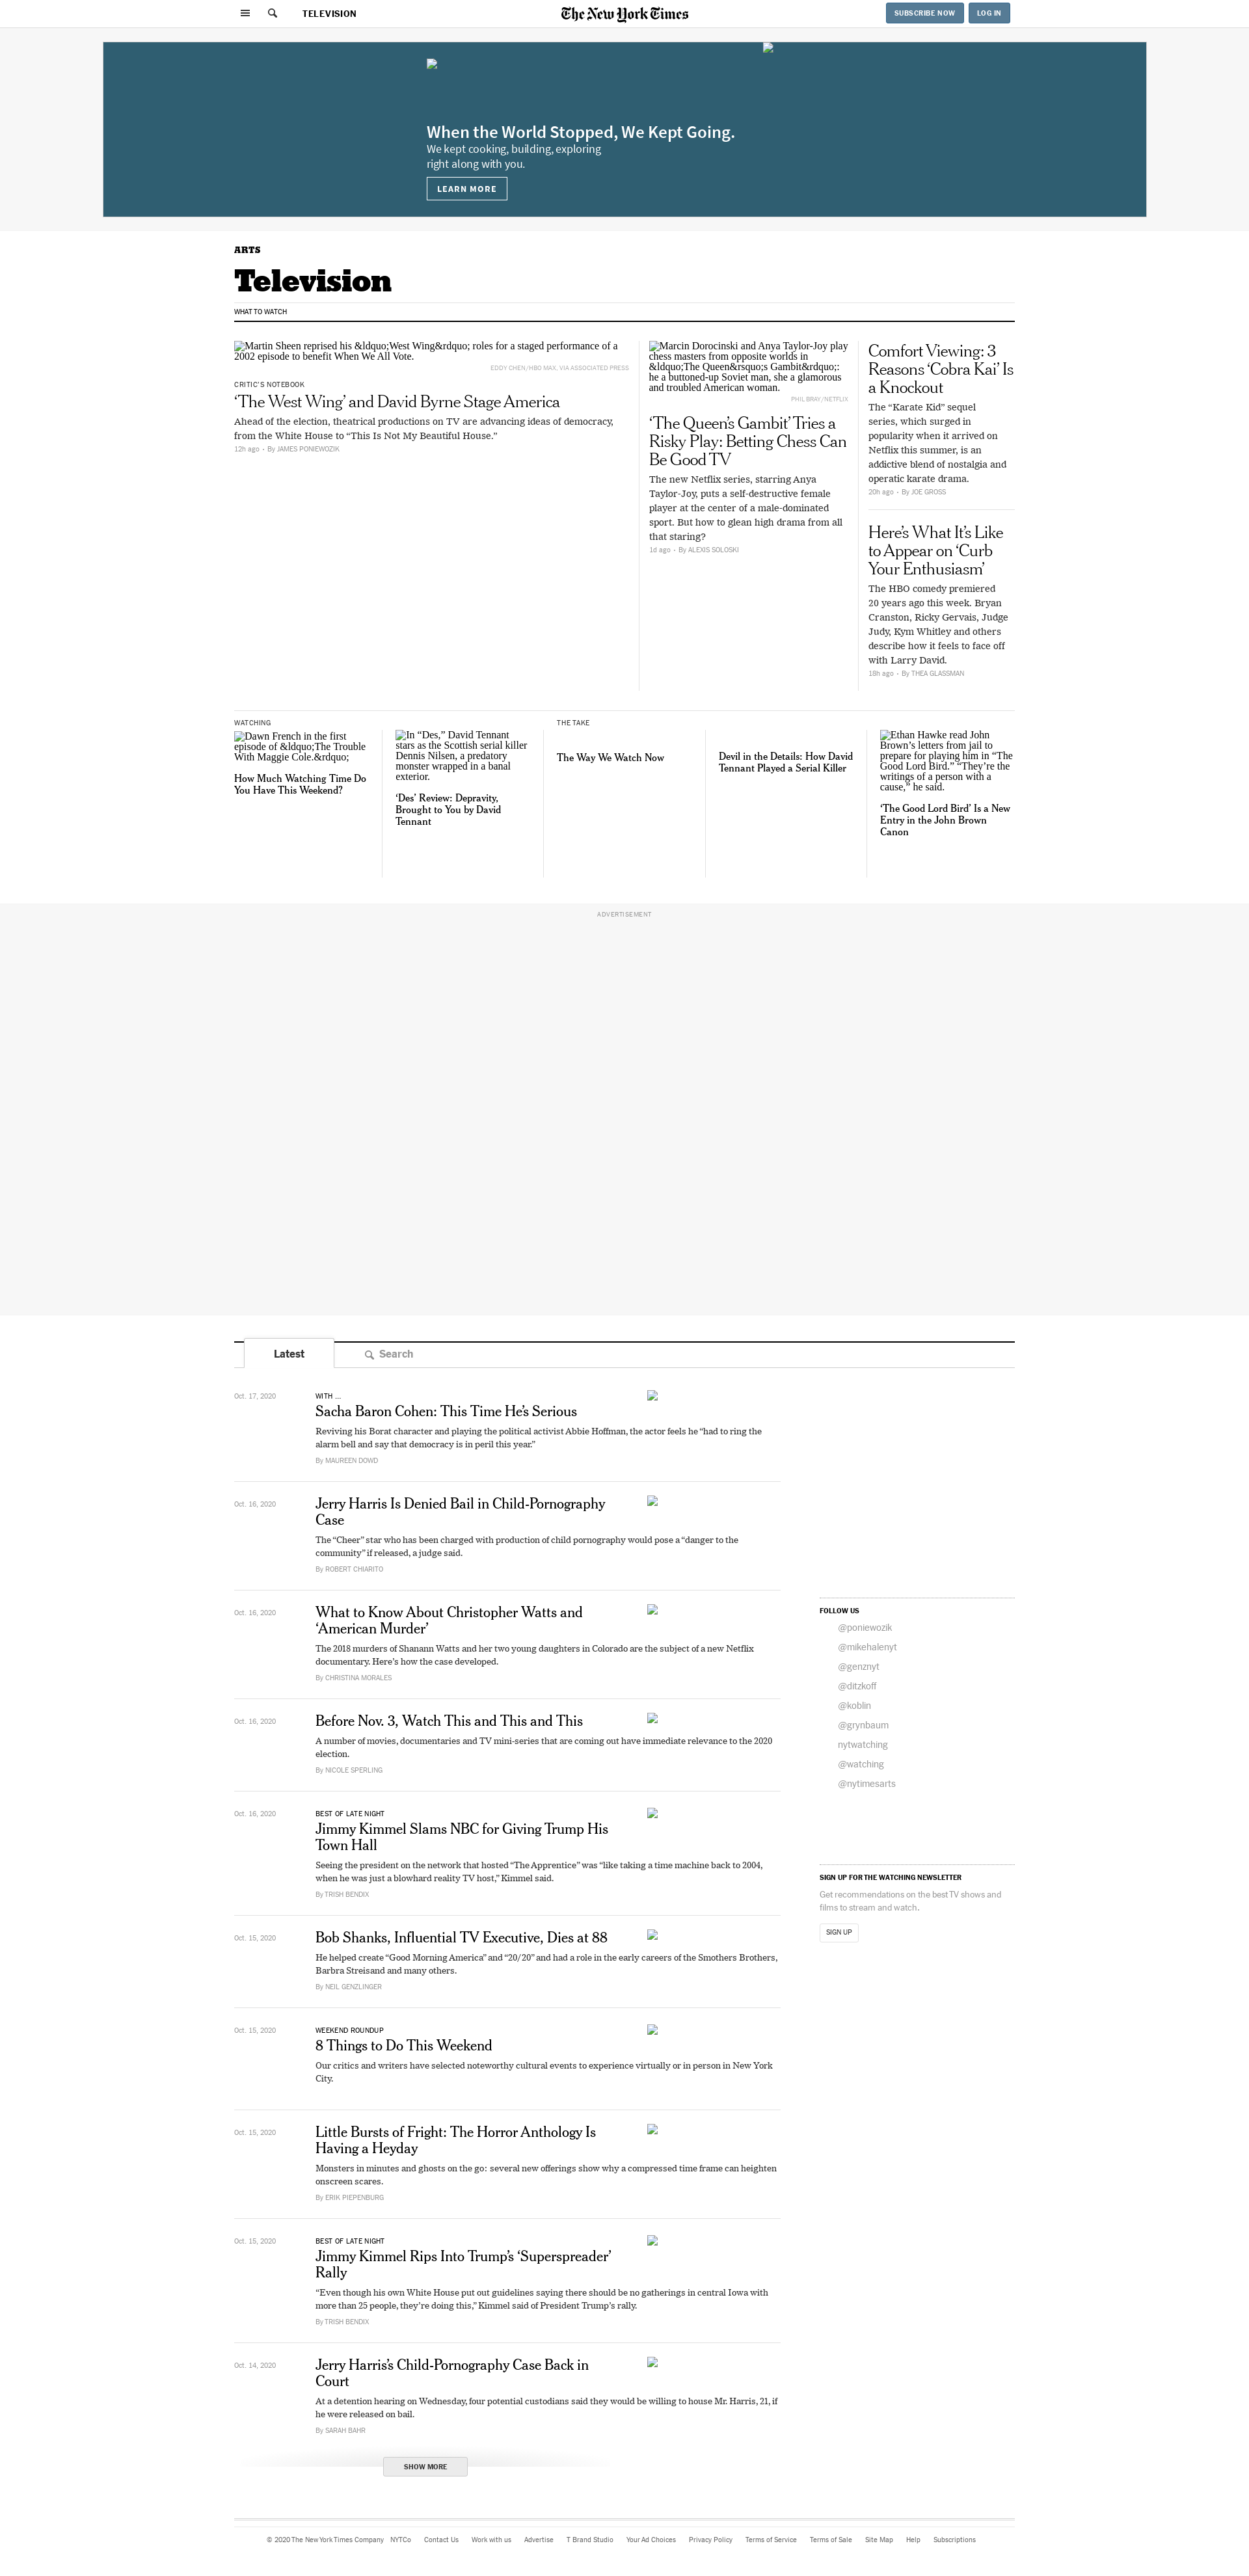 TELEVISION
The New York Times
SUBSCRIBE NOW
LOG IN
When the World Stopped, We Kept Going.
We kept cooking, building, exploring
right along with you.
LEARN MORE
ARTS
Television
WHAT TO WATCH
Martin Sheen reprised his &ldquo;West Wing&rdquo; roles for a staged performance of a
2002 episode to benefit When We All Vote.
EDDY CHEN/HBO MAX, VIA ASSOCIATED PRESS
CRITIC'S NOTEBOOK
‘The West Wing’ and David Byrne Stage America
Ahead of the election, theatrical productions on TV are advancing ideas of democracy,
from the White House to “This Is Not My Beautiful House.”
12h ago • By JAMES PONIEWOZIK
Marcin Dorocinski and Anya Taylor-Joy play
chess masters from opposite worlds in
&ldquo;The Queen&rsquo;s Gambit&rdquo;:
he a buttoned-up Soviet man, she a glamorous
and troubled American woman.
PHIL BRAY/NETFLIX
‘The Queen’s Gambit’ Tries a
Risky Play: Betting Chess Can
Be Good TV
The new Netflix series, starring Anya
Taylor-Joy, puts a self-destructive female
player at the center of a male-dominated
sport. But how to glean high drama from all
that staring?
1d ago • By ALEXIS SOLOSKI
Comfort Viewing: 3
Reasons ‘Cobra Kai’ Is
a Knockout
The “Karate Kid” sequel
series, which surged in
popularity when it arrived on
Netflix this summer, is an
addictive blend of nostalgia and
operatic karate drama.
20h ago • By JOE GROSS
Here’s What It’s Like
to Appear on ‘Curb
Your Enthusiasm’
The HBO comedy premiered
20 years ago this week. Bryan
Cranston, Ricky Gervais, Judge
Judy, Kym Whitley and others
describe how it feels to face off
with Larry David.
18h ago • By THEA GLASSMAN
WATCHING
Dawn French in the first
episode of &ldquo;The Trouble
With Maggie Cole.&rdquo;
How Much Watching Time Do
You Have This Weekend?
In “Des,” David Tennant
stars as the Scottish serial killer
Dennis Nilsen, a predatory
monster wrapped in a banal
exterior.
‘Des’ Review: Depravity,
Brought to You by David
Tennant
THE TAKE
The Way We Watch Now
Devil in the Details: How David
Tennant Played a Serial Killer
Ethan Hawke read John
Brown’s letters from jail to
prepare for playing him in “The
Good Lord Bird.” “They’re the
writings of a person with a
cause,” he said.
‘The Good Lord Bird’ Is a New
Entry in the John Brown
Canon
ADVERTISEMENT
Latest
Search
Oct. 17, 2020
WITH ...
Sacha Baron Cohen: This Time He’s Serious
Reviving his Borat character and playing the political activist Abbie Hoffman, the actor feels he “had to ring the
alarm bell and say that democracy is in peril this year.”
By MAUREEN DOWD
Oct. 16, 2020
Jerry Harris Is Denied Bail in Child-Pornography
Case
The “Cheer” star who has been charged with production of child pornography would pose a “danger to the
community” if released, a judge said.
By ROBERT CHIARITO
Oct. 16, 2020
What to Know About Christopher Watts and
‘American Murder’
The 2018 murders of Shanann Watts and her two young daughters in Colorado are the subject of a new Netflix
documentary. Here’s how the case developed.
By CHRISTINA MORALES
Oct. 16, 2020
Before Nov. 3, Watch This and This and This
A number of movies, documentaries and TV mini-series that are coming out have immediate relevance to the 2020
election.
By NICOLE SPERLING
Oct. 16, 2020
BEST OF LATE NIGHT
Jimmy Kimmel Slams NBC for Giving Trump His
Town Hall
Seeing the president on the network that hosted “The Apprentice” was “like taking a time machine back to 2004,
when he was just a blowhard reality TV host,” Kimmel said.
By TRISH BENDIX
Oct. 15, 2020
Bob Shanks, Influential TV Executive, Dies at 88
He helped create “Good Morning America” and “20/20” and had a role in the early careers of the Smothers Brothers,
Barbra Streisand and many others.
By NEIL GENZLINGER
Oct. 15, 2020
WEEKEND ROUNDUP
8 Things to Do This Weekend
Our critics and writers have selected noteworthy cultural events to experience virtually or in person in New York
City.
Oct. 15, 2020
Little Bursts of Fright: The Horror Anthology Is
Having a Heyday
Monsters in minutes and ghosts on the go: several new offerings show why a compressed time frame can heighten
onscreen scares.
By ERIK PIEPENBURG
Oct. 15, 2020
BEST OF LATE NIGHT
Jimmy Kimmel Rips Into Trump’s ‘Superspreader’
Rally
“Even though his own White House put out guidelines saying there should be no gatherings in central Iowa with
more than 25 people, they’re doing this,” Kimmel said of President Trump’s rally.
By TRISH BENDIX
Oct. 14, 2020
Jerry Harris’s Child-Pornography Case Back in
Court
At a detention hearing on Wednesday, four potential custodians said they would be willing to house Mr. Harris, 21, if
he were released on bail.
By SARAH BAHR
SHOW MORE
FOLLOW US
@poniewozik
@mikehalenyt
@genznyt
@ditzkoff
@koblin
@grynbaum
nytwatching
@watching
@nytimesarts
SIGN UP FOR THE WATCHING NEWSLETTER
Get recommendations on the best TV shows and
films to stream and watch.
SIGN UP
© 2020 The New York Times Company NYTCo Contact Us Work with us Advertise T Brand Studio Your Ad Choices Privacy Policy Terms of Service Terms of Sale Site Map Help Subscriptions